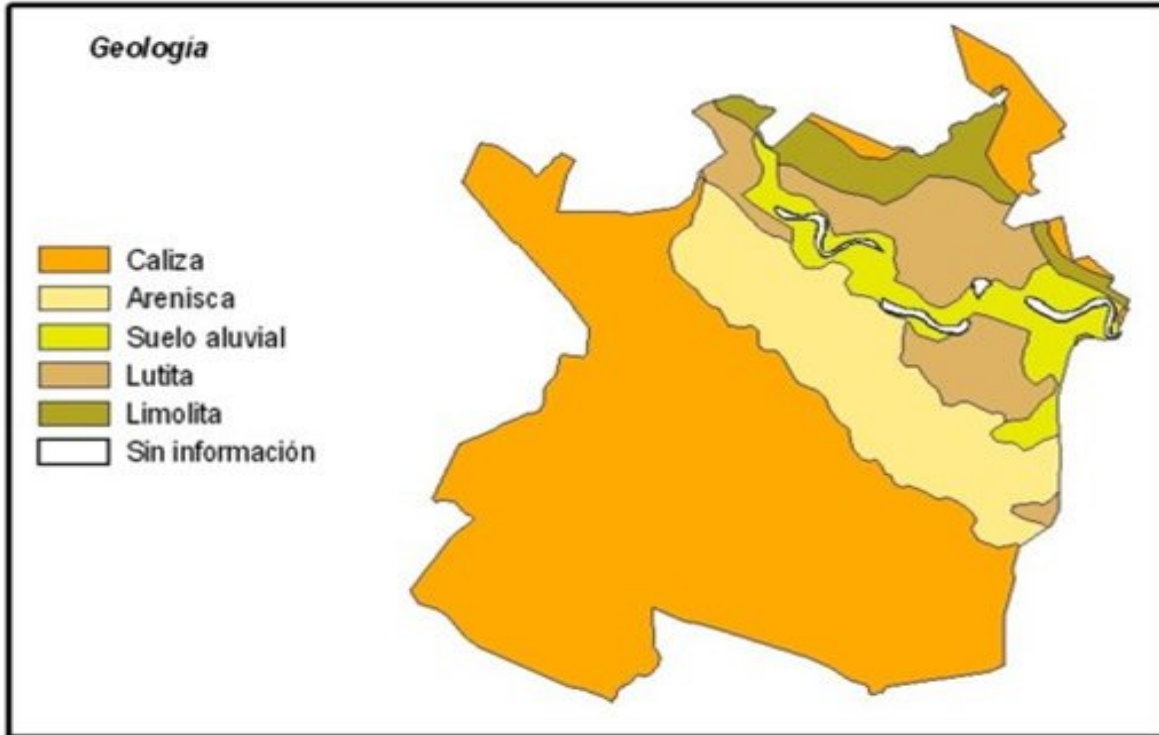 Geología
Caliza
Arenisca
Suelo aluvial
Lutita
Limolita
Sin información